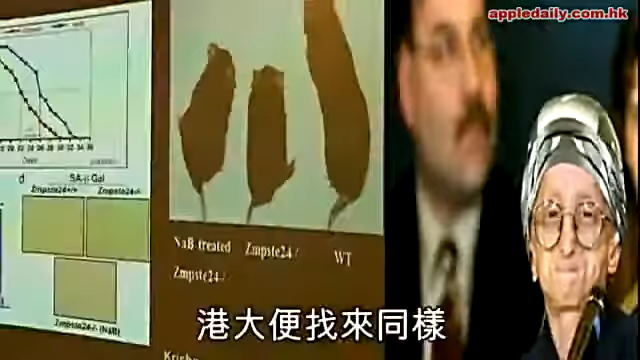 appledaily.com.hk
d
SA-β-Gal
Zmpste24+/+ Zmpste24-/-
Zmpste24-/- (NaB)
NaB-treated Zmpste24-/- WT
Zmpste24-/-
港大便找來同樣